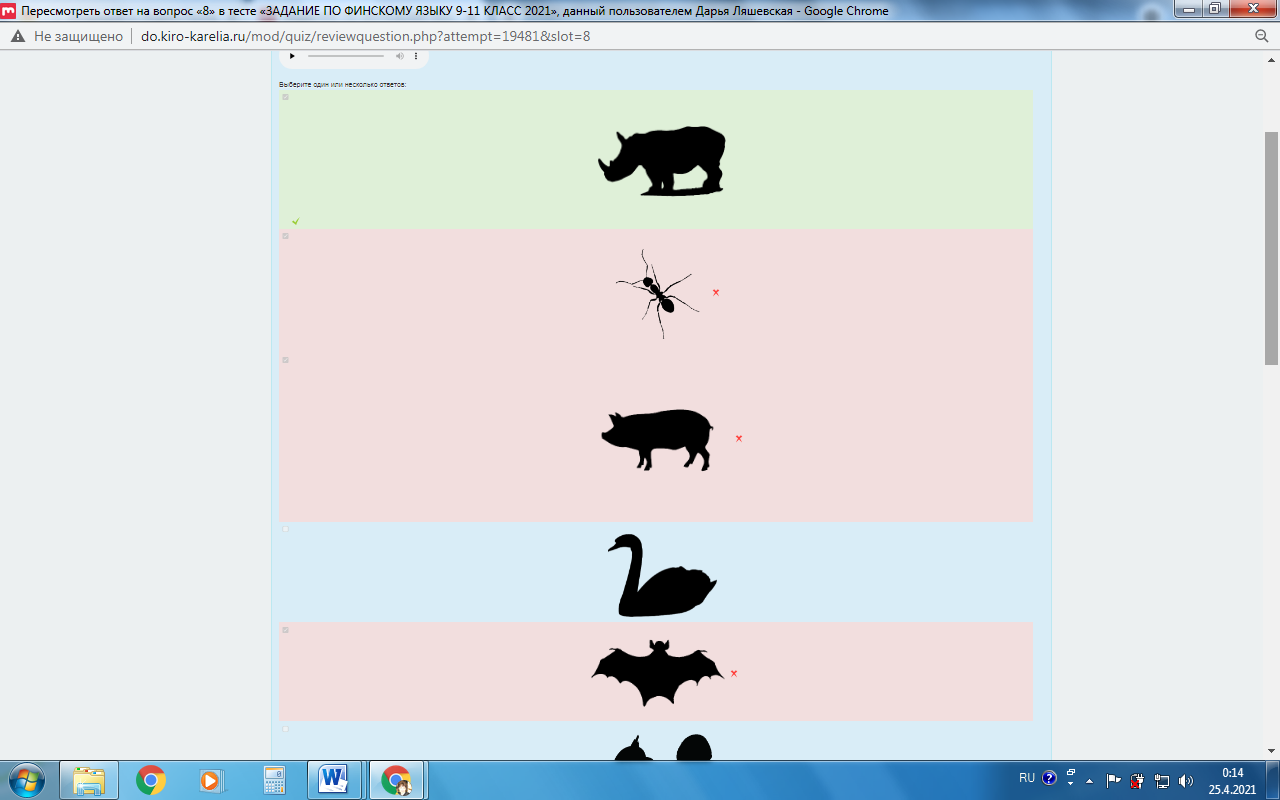 Пересмотреть ответ на вопрос «8» в тесте «ЗАДАНИЕ ПО ФИНСКОМУ ЯЗЫКУ 9-11 КЛАСС 2021», данный пользователем Дарья Ляшевская - Google Chrome
Не защищено
do.kiro-karelia.ru/mod/quiz/reviewquestion.php?attempt=19481&slot=8
Выберите один или несколько ответов:
RU
0:14
25.4.2021